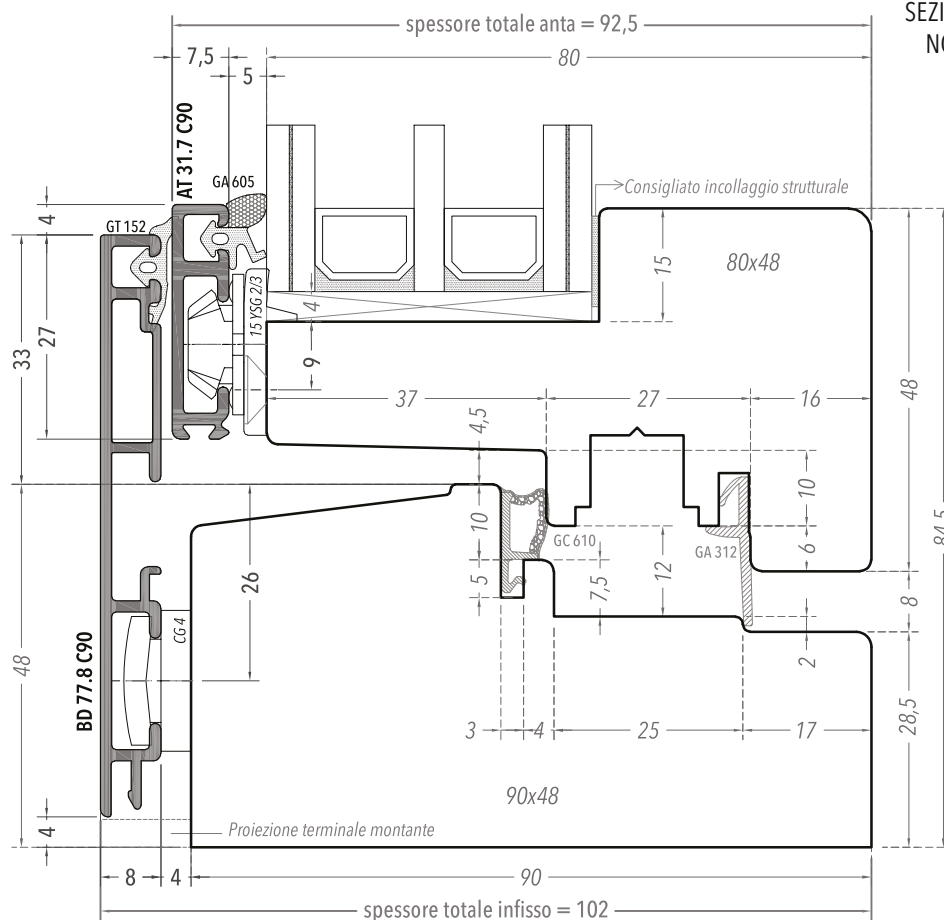 spessore totale anta = 92,5
SEZI
NO
7,5
80
5
AT 31.7 C90
GA 605
Consigliato incollaggio strutturale
4
GT 152
80x48
15
15 YSG 2/3
4
27
33
9
37
27
16
48
4,5
10
10
GC 610
GA 312
6
84,5
5
7,5
12
8
26
CG 4
2
48
BD 77.8 C90
3
4
25
17
28,5
90x48
4
Proiezione terminale montante
8
4
90
spessore totale infisso = 102